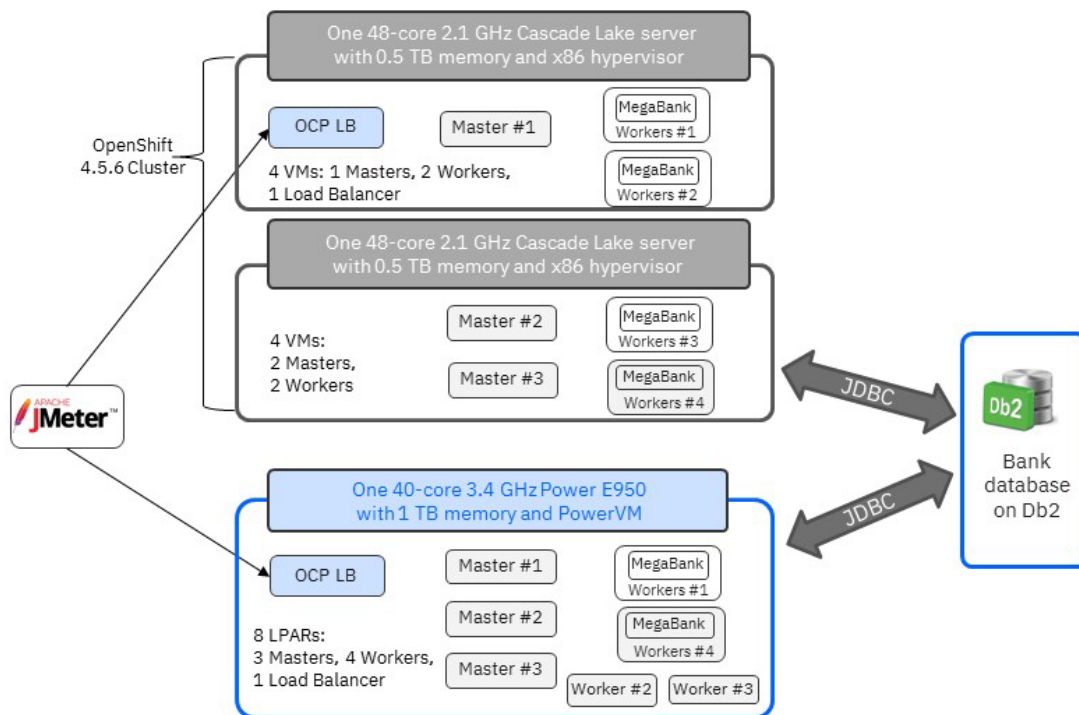 One 48-core 2.1 GHz Cascade Lake server
with 0.5 TB memory and x86 hypervisor
OpenShift
4.5.6 Cluster
OCP LB
Master #1
MegaBank
Workers #1
MegaBank
Workers #2
4 VMs: 1 Masters, 2 Workers,
1 Load Balancer
One 48-core 2.1 GHz Cascade Lake server
with 0.5 TB memory and x86 hypervisor
4 VMs:
2 Masters,
2 Workers
Master #2
Master #3
MegaBank
Workers #3
MegaBank
Workers #4
APACHE
JMeter™
JDBC
JDBC
Db2
Bank
database
on Db2
One 40-core 3.4 GHz Power E950
with 1 TB memory and PowerVM
OCP LB
8 LPARs:
3 Masters, 4 Workers,
1 Load Balancer
Master #1
Master #2
Master #3
MegaBank
Workers #1
MegaBank
Workers #4
Worker #2
Worker #3